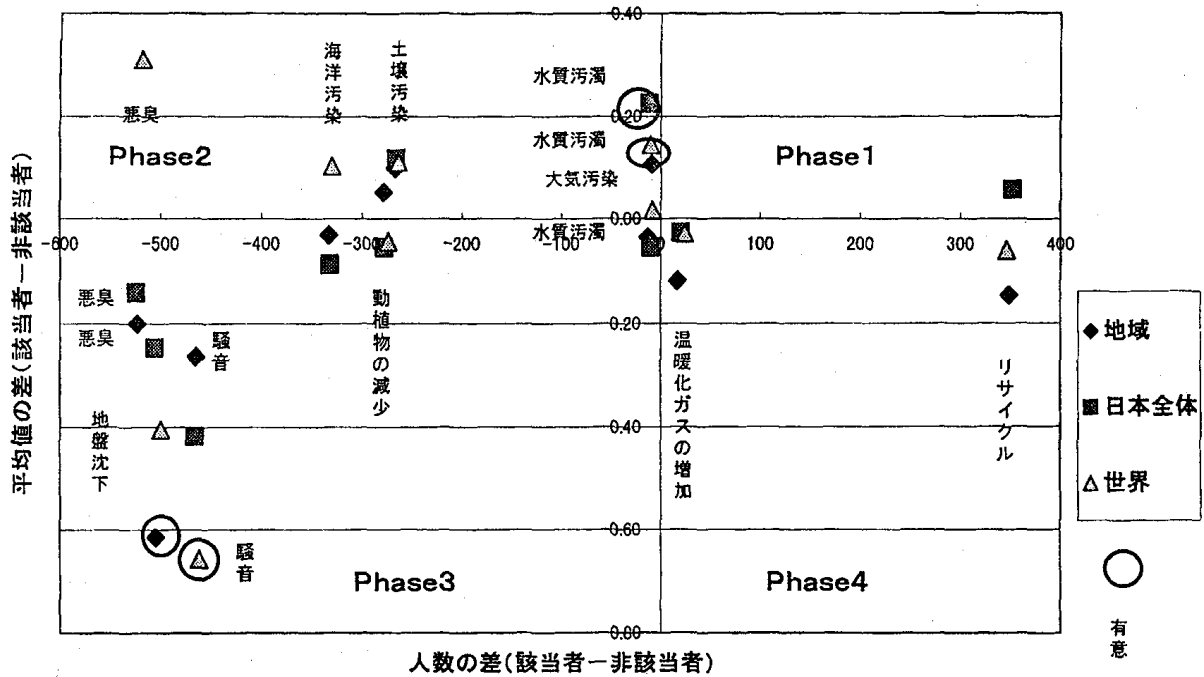 0.40
海洋汚染
土壌汚染
水質汚濁
悪臭
0.20
Phase2
水質汚濁
Phase1
大気汚染
0.00
-600
-500
-400
-300
-200
-100
水質汚濁
0
100
200
300
400
悪臭
悪臭
騒音
0.20
動植物の減少
温暖化ガスの増加
リサイクル
地盤沈下
0.40
0.60
騒音
Phase3
Phase4
0.80
平均値の差(該当者－非該当者)
人数の差(該当者－非該当者)
地域
日本全体
世界
有意